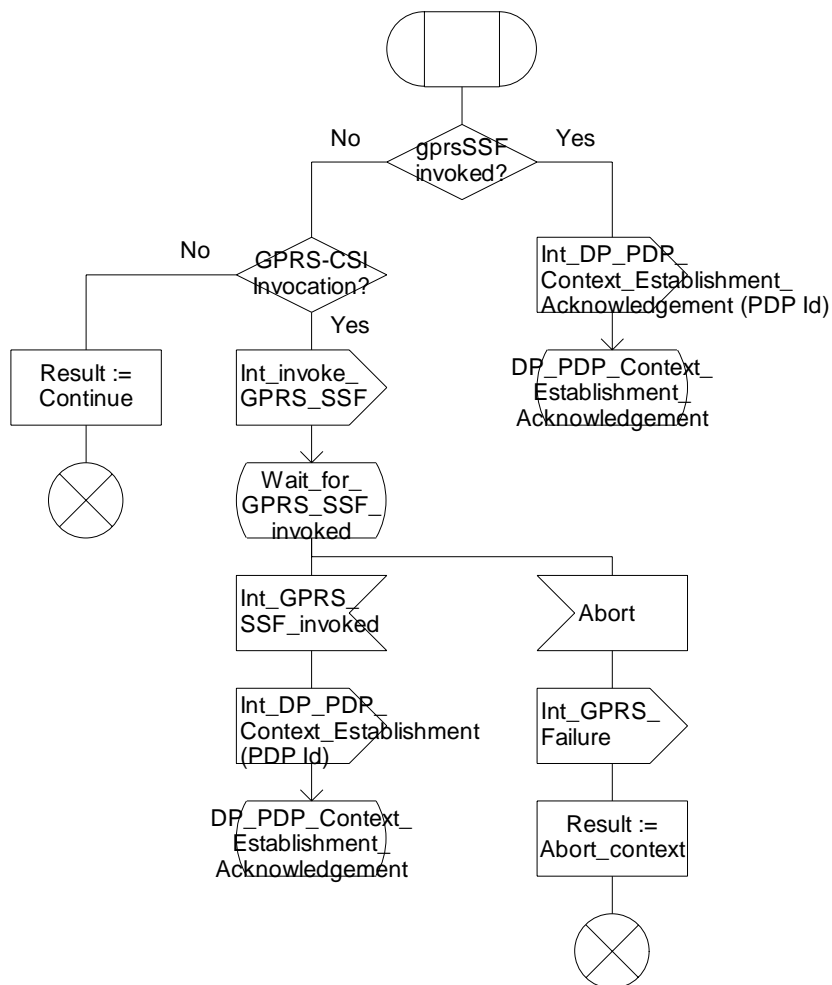 No
gprsSSF
invoked?
Yes
No
GPRS-CSI
Invocation?
Yes
Int_DP_PDP_
Context_Establishment_
Acknowledgement (PDP Id)
Result :=
Continue
Int_invoke_
GPRS_SSF
DP_PDP_Context_
Establishment_
Acknowledgement
Wait_for_
GPRS_SSF_
invoked
Int_GPRS_
SSF_invoked
Abort
Int_DP_PDP_
Context_Establishment
(PDP Id)
Int_GPRS_
Failure
DP_PDP_Context_
Establishment_
Acknowledgement
Result :=
Abort_context